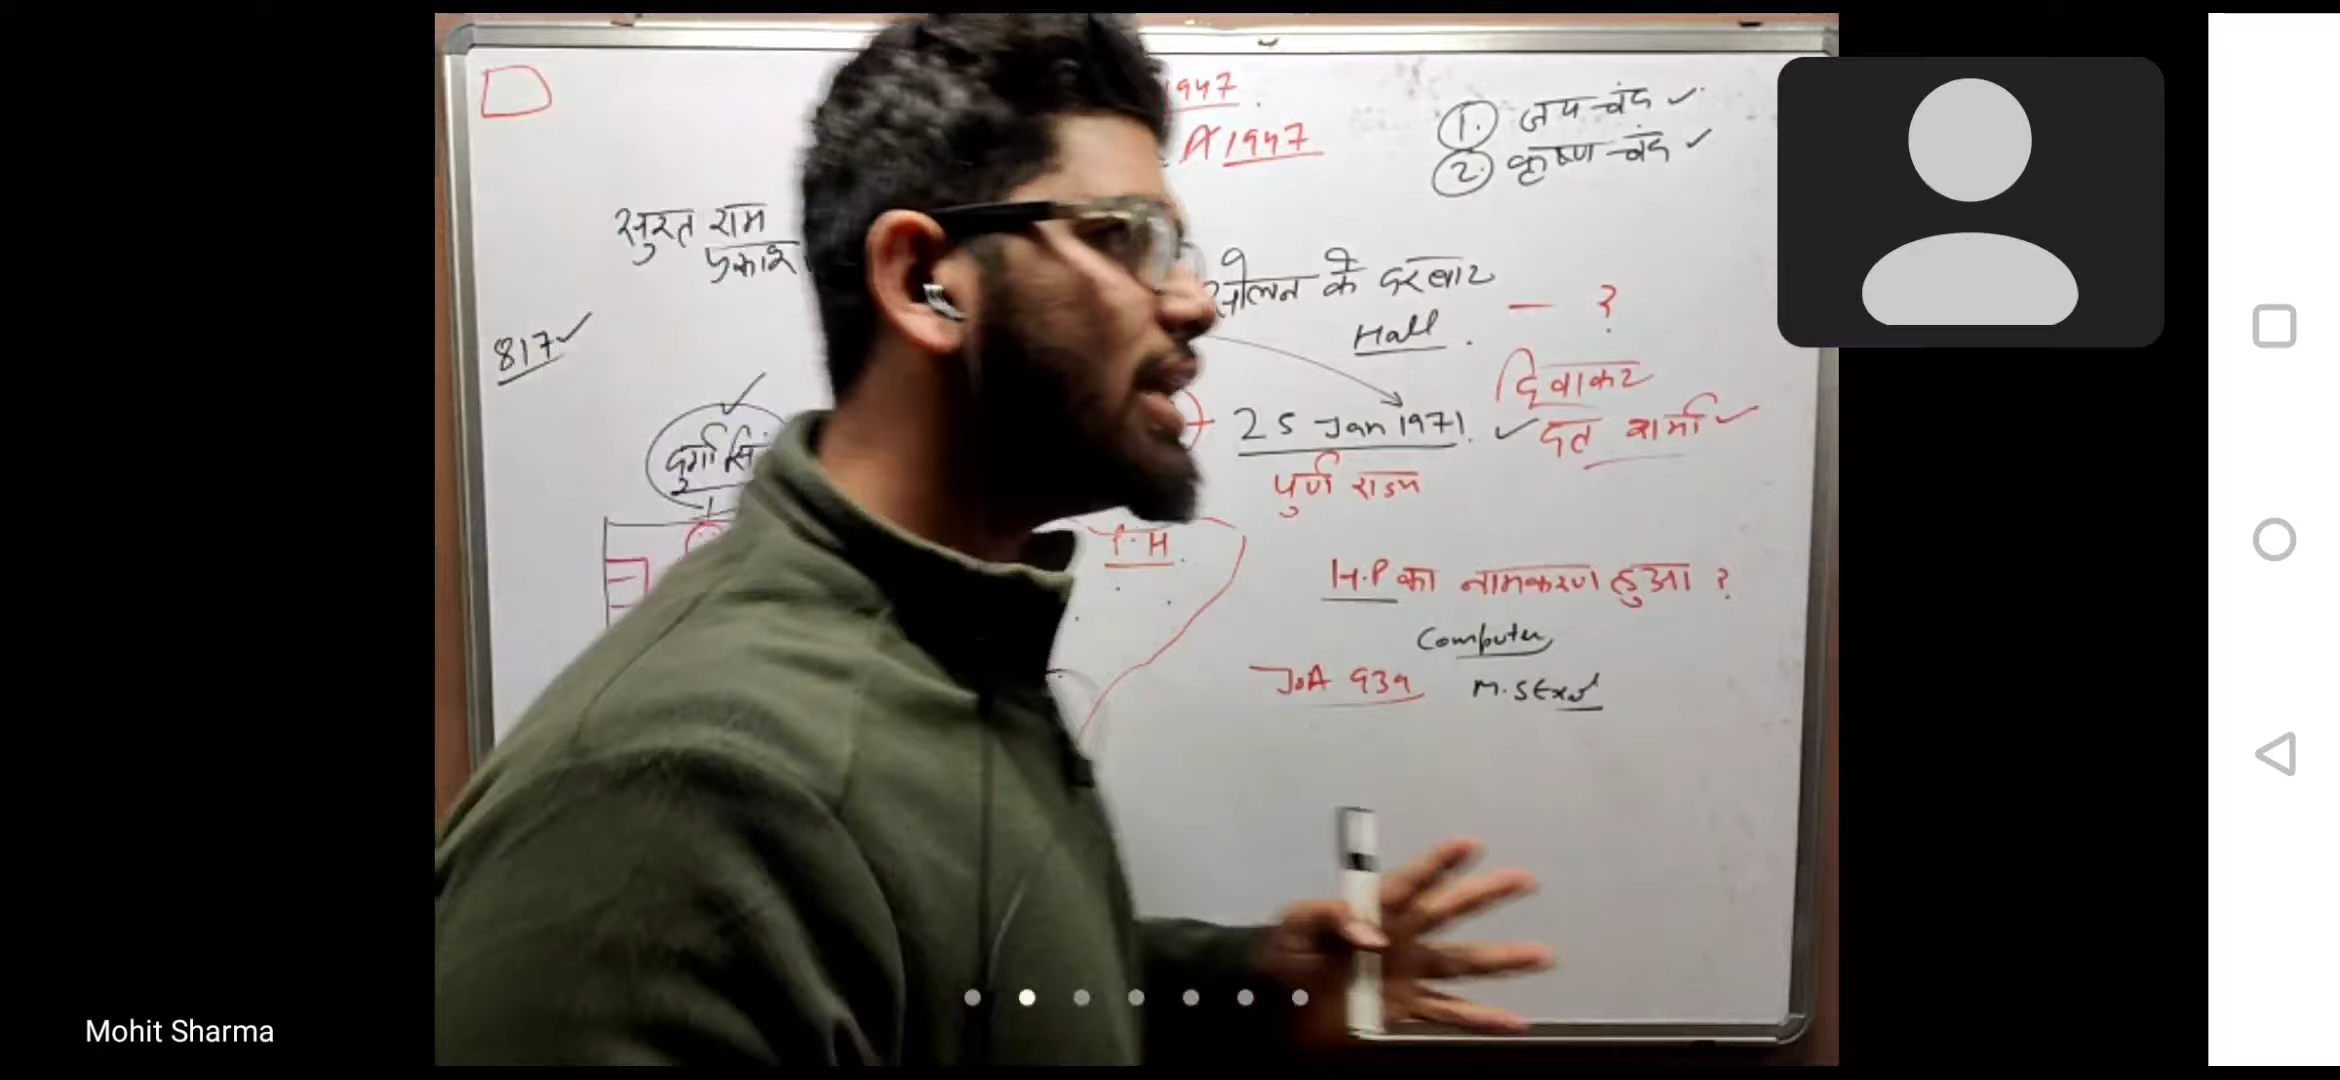 1947.
1947
1. जय चंद
2. कृष्ण चंद
सुरत राम
प्रकाश
सोलन के दरबार
Hall.
— ?
817
दिवाकर
दत्त शर्मा
25 Jan 1971.
दुर्गा सिं
पुर्ण राज्य
P.H.
H.P का नामकरण हुआ ?
Computer
JOA 939
M.S Excel
Mohit Sharma